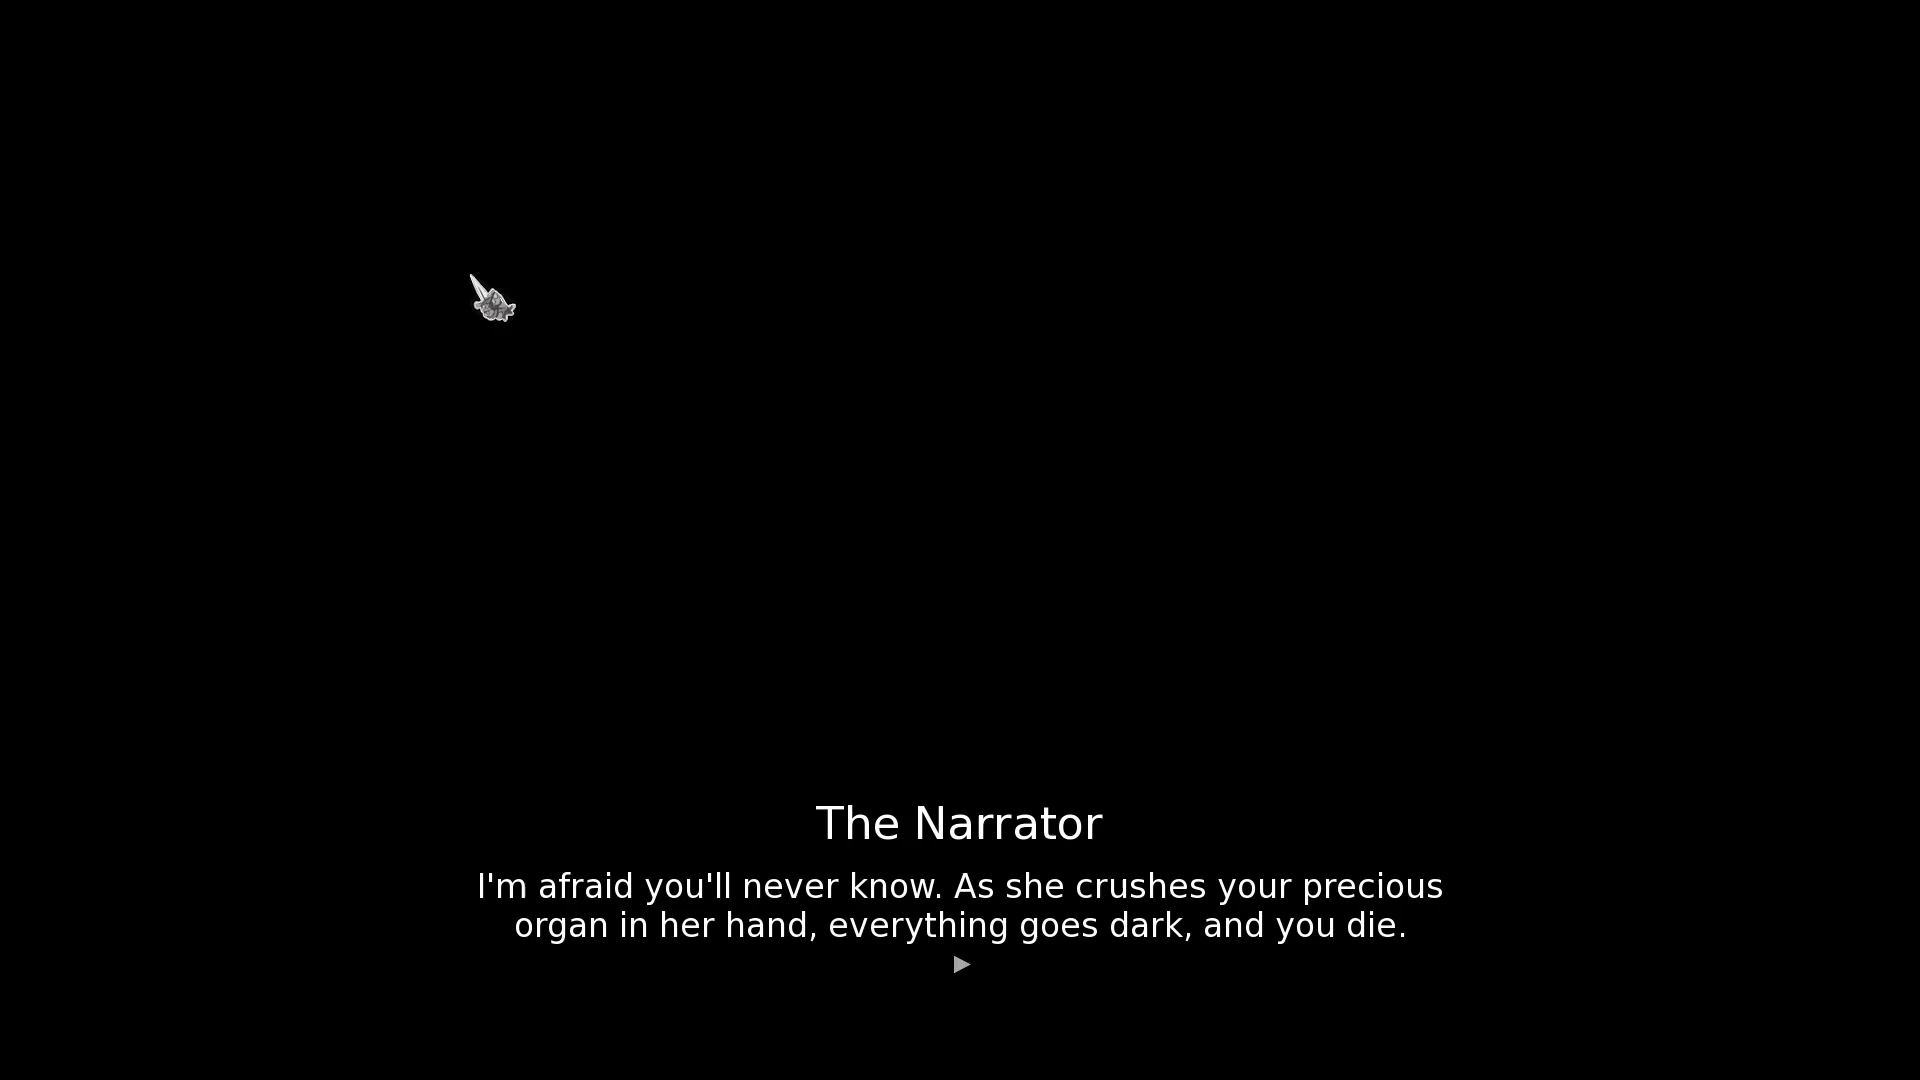 The Narrator
I'm afraid you'll never know. As she crushes your precious
organ in her hand, everything goes dark, and you die.